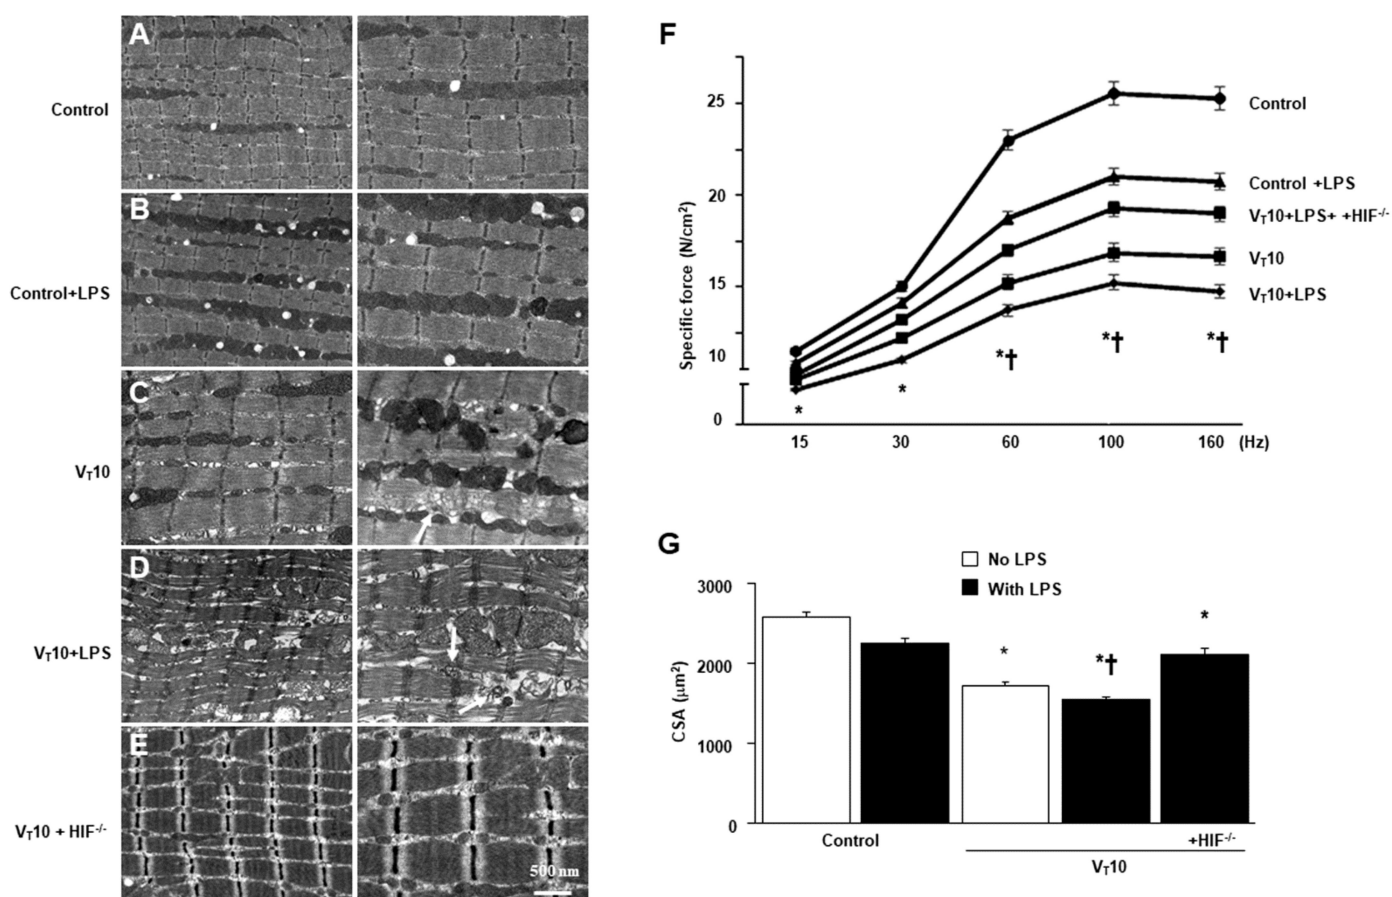 A
Control
B
Control+LPS
C
VT10
D
VT10+LPS
E
VT10 + HIF-/-
500 nm
F
Specific force (N/cm2)
25
20
15
10
0
15 30 60 100 160 (Hz)
Control
Control +LPS
VT10+LPS+ +HIF-/-
VT10
VT10+LPS
* * *† *† *†
G
No LPS
With LPS
CSA (μm2)
3000
2000
1000
0
* *† *
Control +HIF-/-
VT10